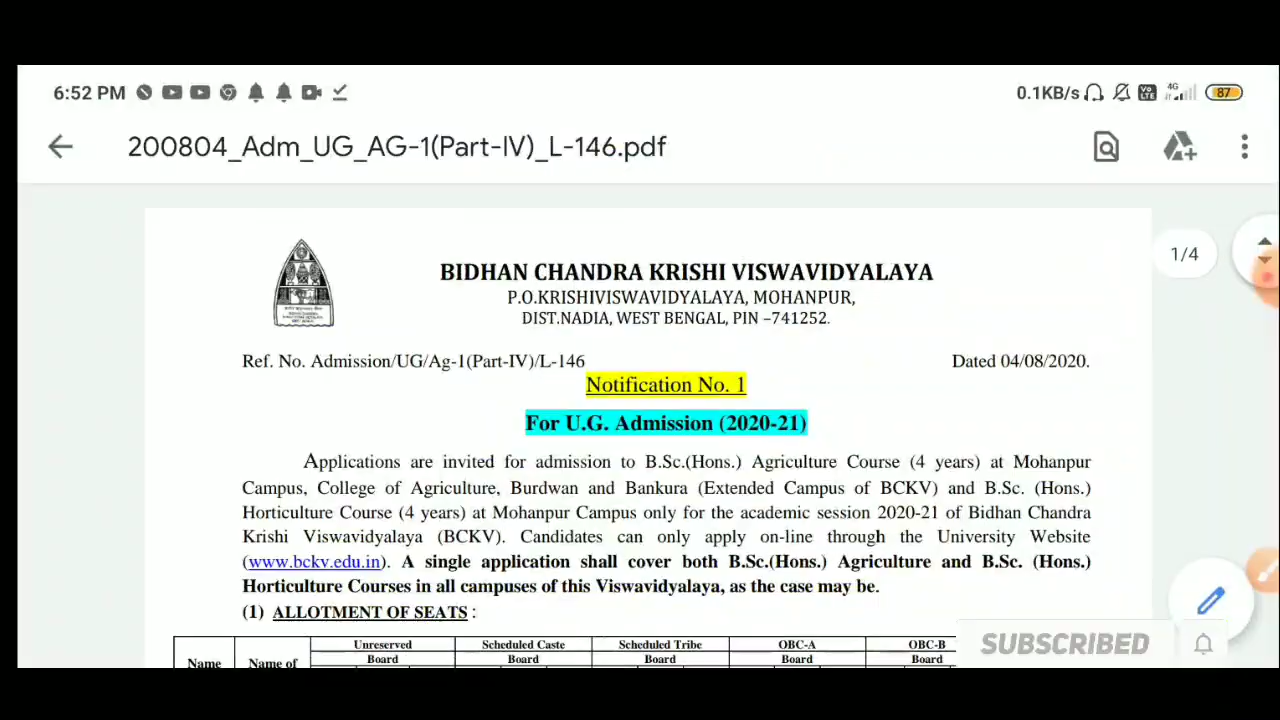 6:52 PM
0.1KB/s
Vo LTE
4G
87
200804_Adm_UG_AG-1(Part-IV)_L-146.pdf
1/4
BIDHAN CHANDRA KRISHI VISWAVIDYALAYA
P.O.KRISHIVISWAVIDYALAYA, MOHANPUR,
DIST.NADIA, WEST BENGAL, PIN –741252.
Ref. No. Admission/UG/Ag-1(Part-IV)/L-146 Dated 04/08/2020.
Notification No. 1
For U.G. Admission (2020-21)
Applications are invited for admission to B.Sc.(Hons.) Agriculture Course (4 years) at Mohanpur
Campus, College of Agriculture, Burdwan and Bankura (Extended Campus of BCKV) and B.Sc. (Hons.)
Horticulture Course (4 years) at Mohanpur Campus only for the academic session 2020-21 of Bidhan Chandra
Krishi Viswavidyalaya (BCKV). Candidates can only apply on-line through the University Website
(www.bckv.edu.in). A single application shall cover both B.Sc.(Hons.) Agriculture and B.Sc. (Hons.)
Horticulture Courses in all campuses of this Viswavidyalaya, as the case may be.
(1) ALLOTMENT OF SEATS :
Unreserved Scheduled Caste Scheduled Tribe OBC-A OBC-B
Name Name of Board Board Board Board Board
SUBSCRIBED